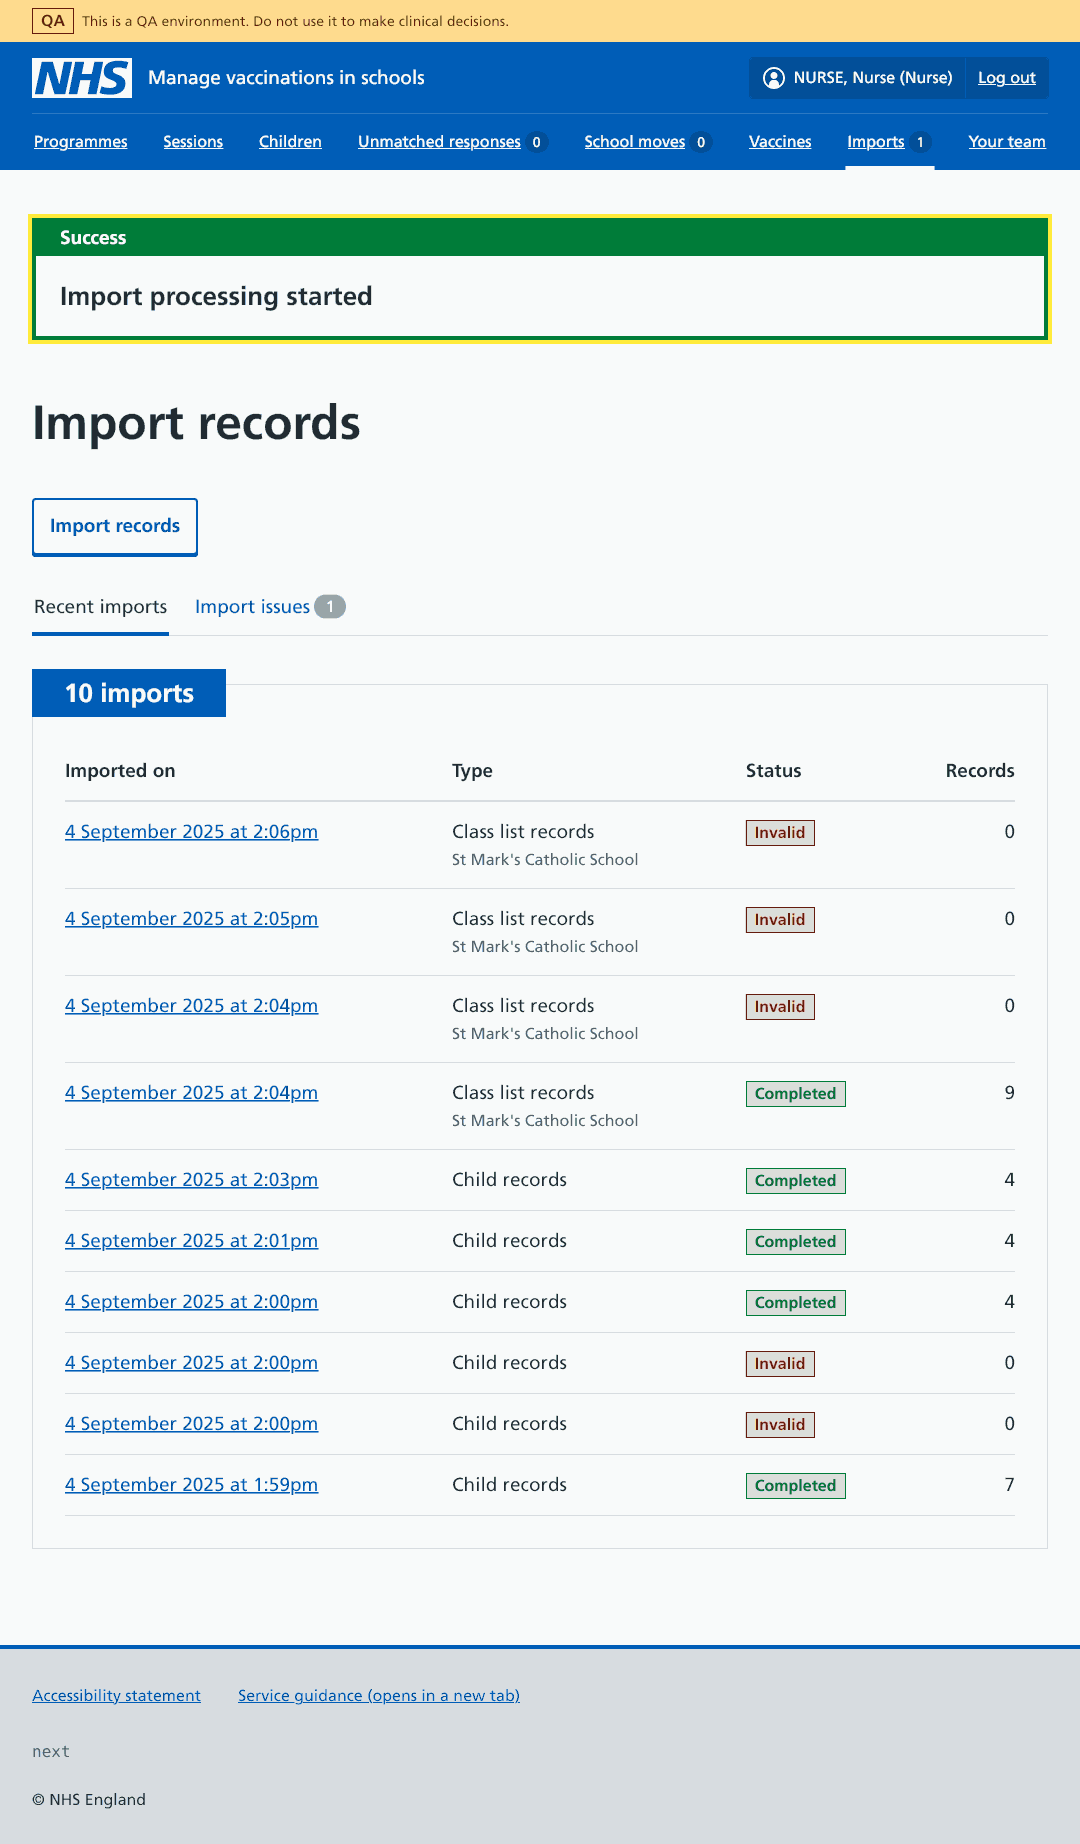 QA This is a QA environment. Do not use it to make clinical decisions.
NHS Manage vaccinations in schools NURSE, Nurse (Nurse) Log out
Programmes Sessions Children Unmatched responses 0 School moves 0 Vaccines Imports 1 Your team
Success
Import processing started
Import records
Import records
Recent imports Import issues 1
10 imports
Imported on Type Status Records
4 September 2025 at 2:06pm Class list records Invalid 0
St Mark's Catholic School
4 September 2025 at 2:05pm Class list records Invalid 0
St Mark's Catholic School
4 September 2025 at 2:04pm Class list records Invalid 0
St Mark's Catholic School
4 September 2025 at 2:04pm Class list records Completed 9
St Mark's Catholic School
4 September 2025 at 2:03pm Child records Completed 4
4 September 2025 at 2:01pm Child records Completed 4
4 September 2025 at 2:00pm Child records Completed 4
4 September 2025 at 2:00pm Child records Invalid 0
4 September 2025 at 2:00pm Child records Invalid 0
4 September 2025 at 1:59pm Child records Completed 7
Accessibility statement Service guidance (opens in a new tab)
next
© NHS England